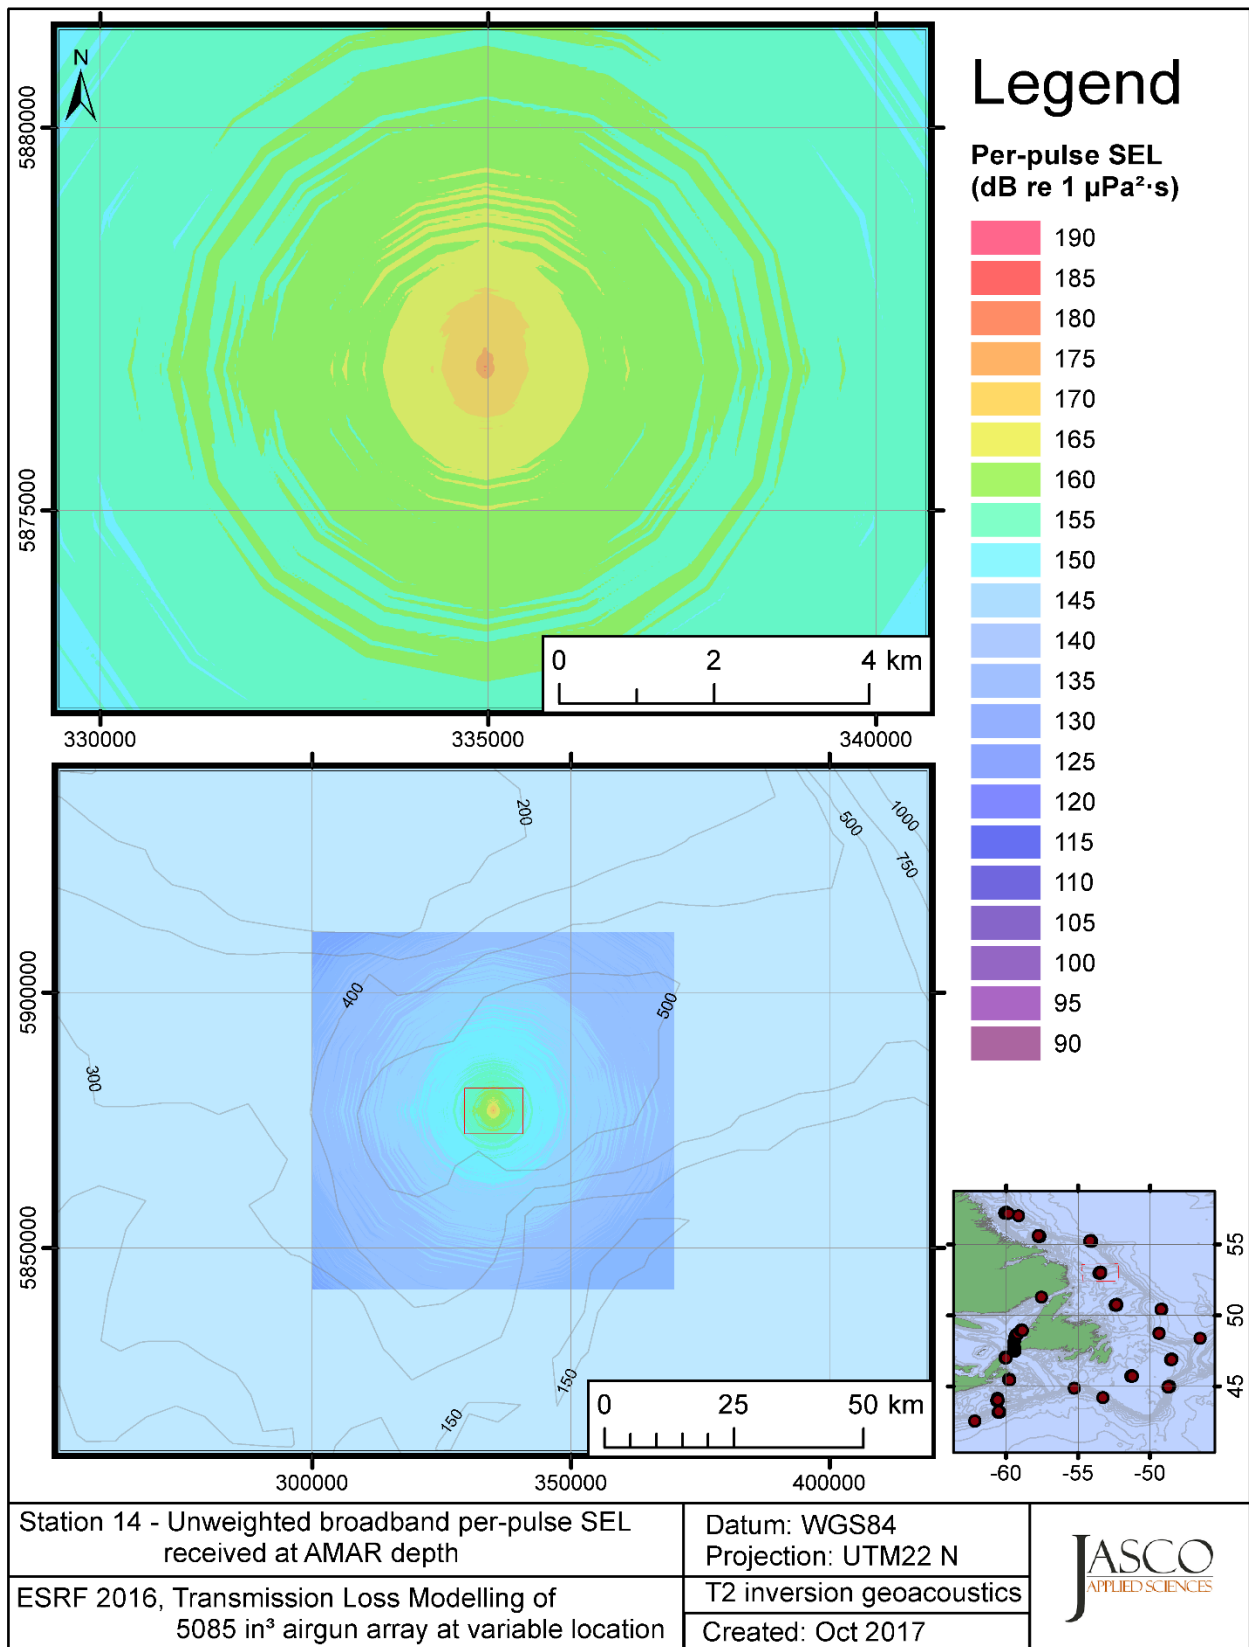 N
5880000
5875000
0 2 4 km
330000 335000 340000
Legend
Per-pulse SEL
(dB re 1 µPa²·s)
190
185
180
175
170
165
160
155
150
145
140
135
130
125
120
115
110
105
100
95
90
200
500
1000
750
400
500
300
150
150
5900000
5850000
0 25 50 km
300000 350000 400000
55
50
45
-60 -55 -50
Station 14 - Unweighted broadband per-pulse SEL
received at AMAR depth
ESRF 2016, Transmission Loss Modelling of
5085 in³ airgun array at variable location
Datum: WGS84
Projection: UTM22 N
T2 inversion geoacoustics
Created: Oct 2017
JASCO
APPLIED SCIENCES